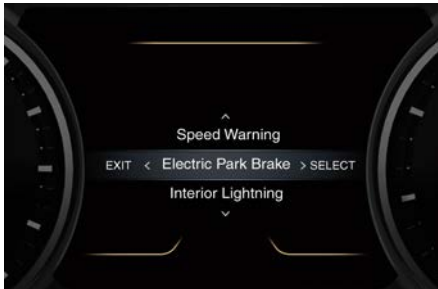 Speed Warning
EXIT < Electric Park Brake > SELECT
Interior Lightning